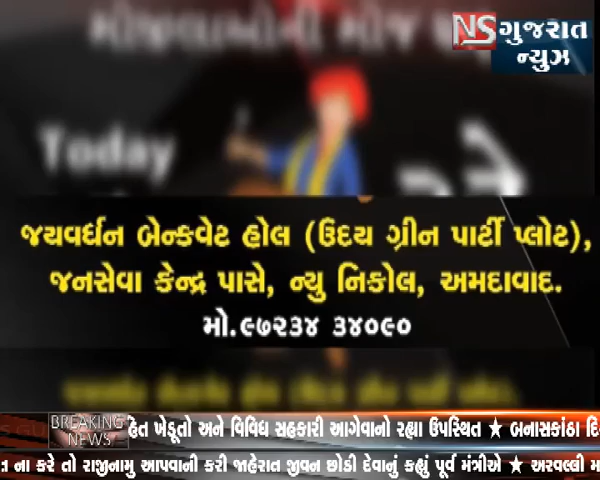 NS ગુજરાત
ન્યુઝ
Today
જયવર્ધન બેન્કવેટ હોલ (ઉદય ગ્રીન પાર્ટી પ્લોટ),
જનસેવા કેન્દ્ર પાસે, ન્યુ નિકોલ, અમદાવાદ.
મો.૯૭૨૩૪ ૩૪૦૯૦
BREAKING
NEWS
ખેડૂતો અને વિવિધ સહકારી આગેવાનો રહ્યા ઉપસ્થિત ★ બનાસકાંઠા
ના કરે તો રાજીનામુ આપવાની કરી જાહેરાત જીવન છોડી દેવાનું કહ્યું પૂર્વ મંત્રીએ ★ અરવલ્લી